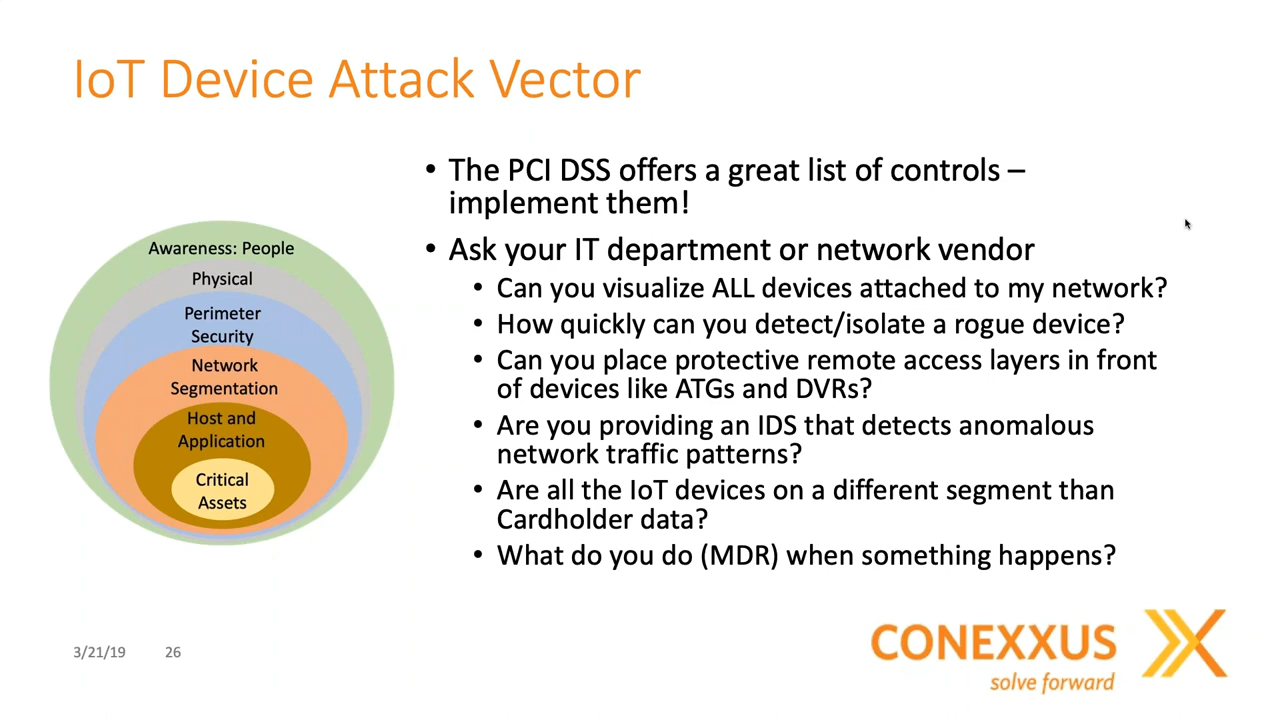 IoT Device Attack Vector
• The PCI DSS offers a great list of controls –
implement them!
• Ask your IT department or network vendor
• Can you visualize ALL devices attached to my network?
• How quickly can you detect/isolate a rogue device?
• Can you place protective remote access layers in front
of devices like ATGs and DVRs?
• Are you providing an IDS that detects anomalous
network traffic patterns?
• Are all the IoT devices on a different segment than
Cardholder data?
• What do you do (MDR) when something happens?
Awareness: People
Physical
Perimeter
Security
Network
Segmentation
Host and
Application
Critical
Assets
3/21/19 26
CONEXXUS
solve forward